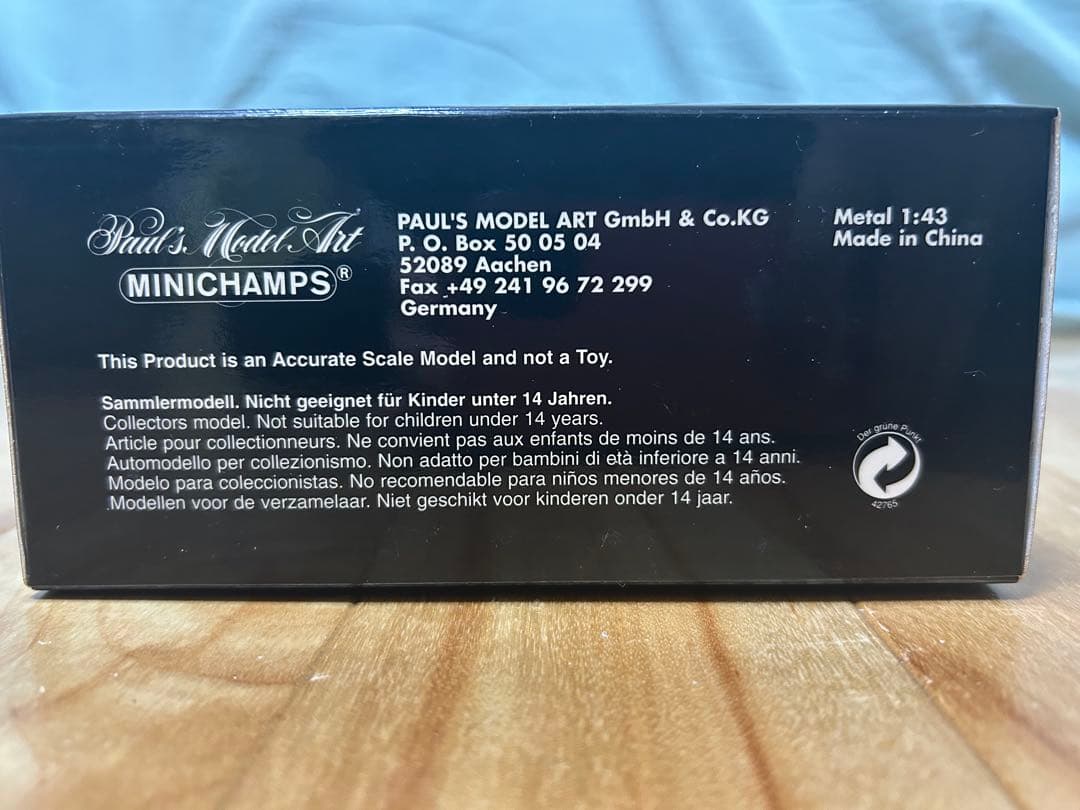 Paul's Model Art
MINICHAMPS®
PAUL'S MODEL ART GmbH & Co.KG
P. O. Box 50 05 04
52089 Aachen
Fax +49 241 96 72 299
Germany
Metal 1:43
Made in China
This Product is an Accurate Scale Model and not a Toy.
Sammlermodell. Nicht geeignet für Kinder unter 14 Jahren.
Collectors model. Not suitable for children under 14 years.
Article pour collectionneurs. Ne convient pas aux enfants de moins de 14 ans.
Automodello per collezionismo. Non adatto per bambini di età inferiore a 14 anni.
Modelo para coleccionistas. No recomendable para niños menores de 14 años.
Modellen voor de verzamelaar. Niet geschikt voor kinderen onder 14 jaar.
Der grüne Punkt
42765